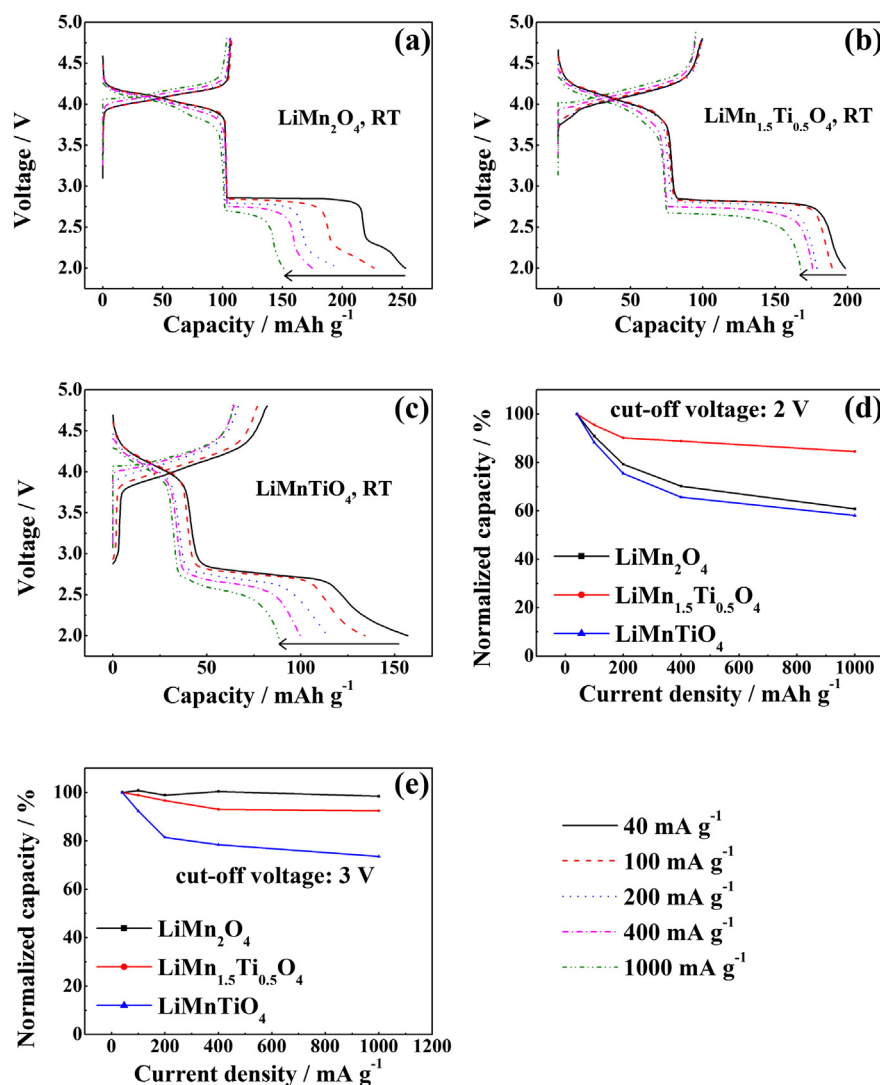 (a)
LiMn₂O₄, RT
Voltage / V
5.0
4.5
4.0
3.5
3.0
2.5
2.0
0 50 100 150 200 250
Capacity / mAh g⁻¹
(b)
LiMn₁.₅Ti₀.₅O₄, RT
Voltage / V
5.0
4.5
4.0
3.5
3.0
2.5
2.0
0 50 100 150 200
Capacity / mAh g⁻¹
(c)
LiMnTiO₄, RT
Voltage / V
5.0
4.5
4.0
3.5
3.0
2.5
2.0
0 50 100 150
Capacity / mAh g⁻¹
(d)
cut-off voltage: 2 V
Normalized capacity / %
100
80
60
40
20
0
LiMn₂O₄
LiMn₁.₅Ti₀.₅O₄
LiMnTiO₄
0 200 400 600 800 1000
Current density / mAh g⁻¹
(e)
Normalized capacity / %
100
80
60
40
20
0
cut-off voltage: 3 V
LiMn₂O₄
LiMn₁.₅Ti₀.₅O₄
LiMnTiO₄
0 200 400 600 800 1000 1200
Current density / mA g⁻¹
40 mA g⁻¹
100 mA g⁻¹
200 mA g⁻¹
400 mA g⁻¹
1000 mA g⁻¹